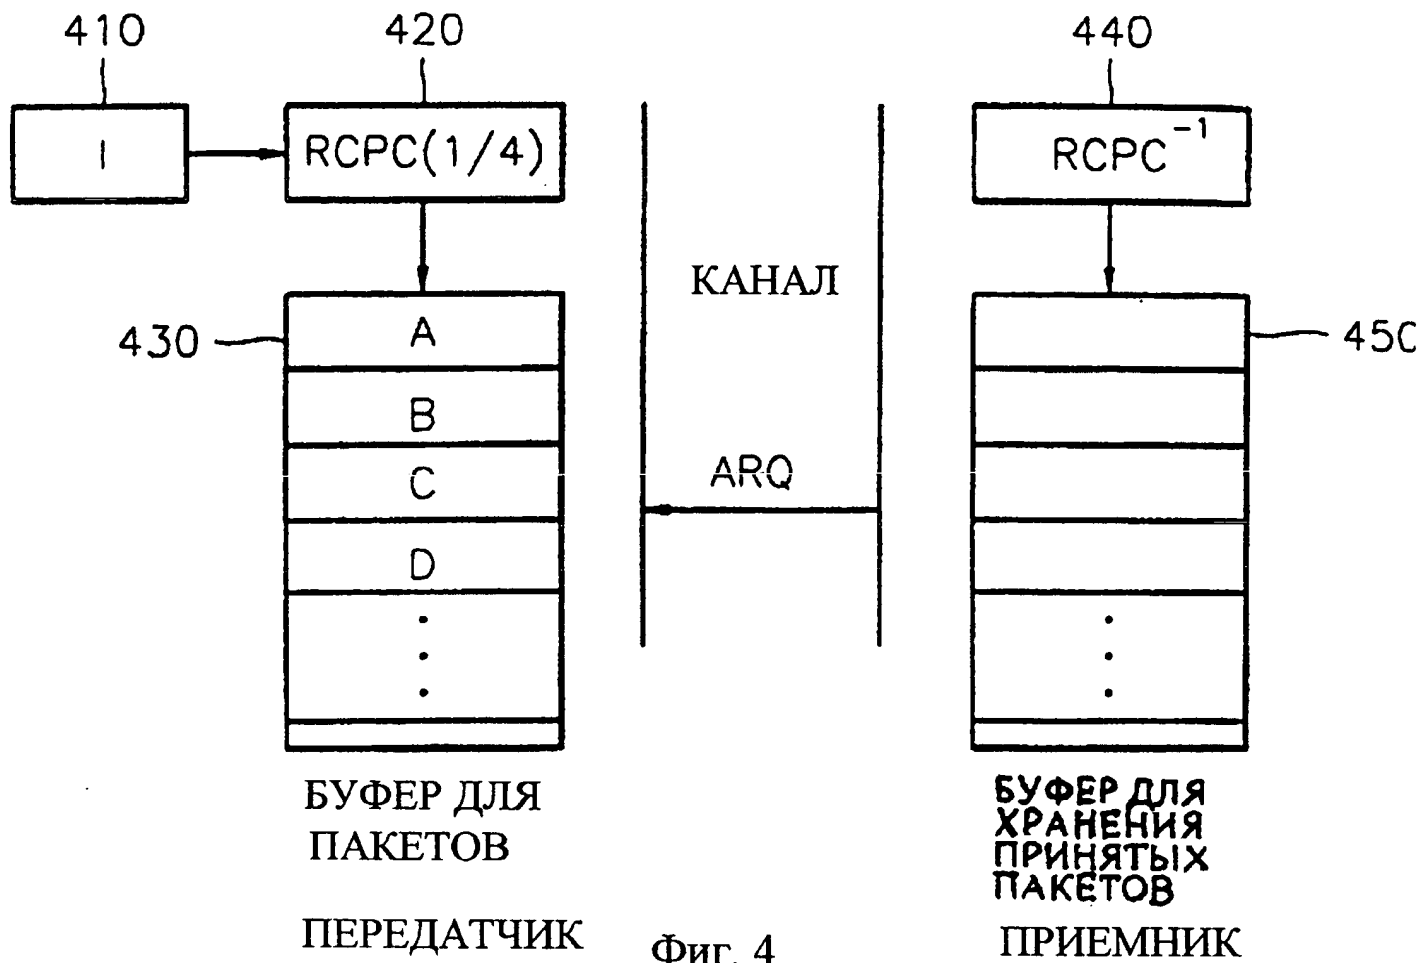 410
420
440
I
RCPC(1/4)
RCPC⁻¹
КАНАЛ
430
A
450
B
C
ARQ
D
БУФЕР ДЛЯ
ПАКЕТОВ
БУФЕР ДЛЯ
ХРАНЕНИЯ
ПРИНЯТЫХ
ПАКЕТОВ
ПЕРЕДАТЧИК
Фиг. 4
ПРИЕМНИК